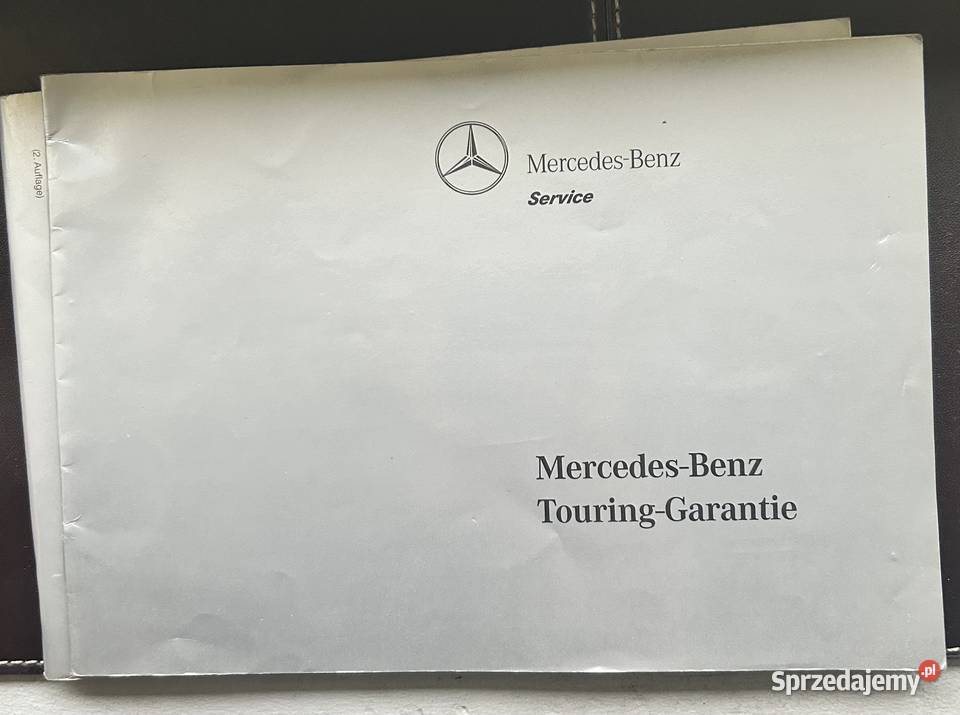 (2. Auflage)
Mercedes-Benz
Service
Mercedes-Benz
Touring-Garantie
Sprzedajemy.pl